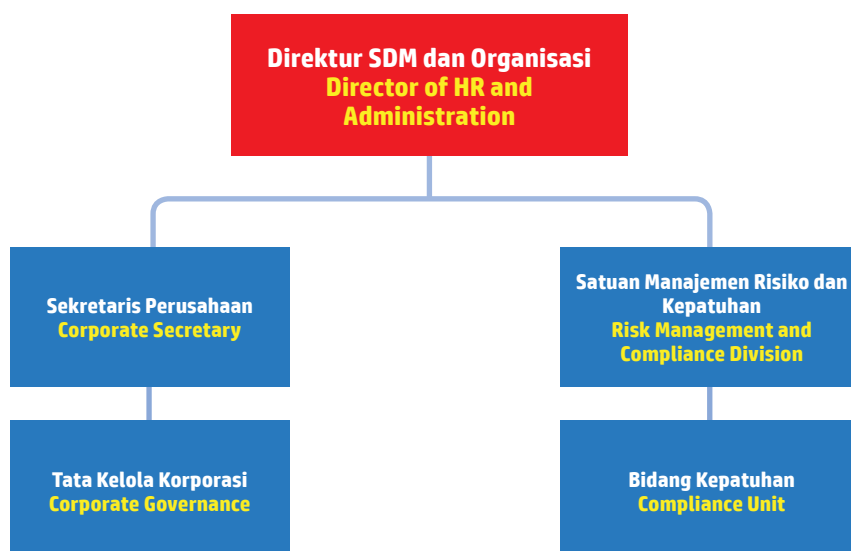 Direktur SDM dan Organisasi
Director of HR and
Administration
Sekretaris Perusahaan
Corporate Secretary
Satuan Manajemen Risiko dan
Kepatuhan
Risk Management and
Compliance Division
Tata Kelola Korporasi
Corporate Governance
Bidang Kepatuhan
Compliance Unit